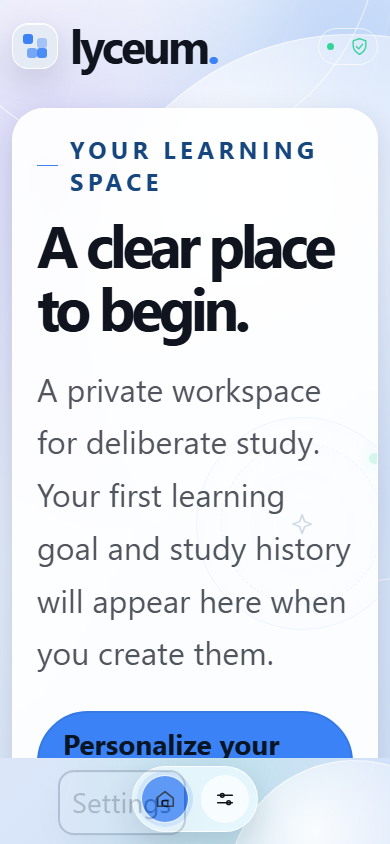 lyceum.
YOUR LEARNING
SPACE
A clear place
to begin.
A private workspace
for deliberate study.
Your first learning
goal and study history
will appear here when
you create them.
Personalize your
Settings